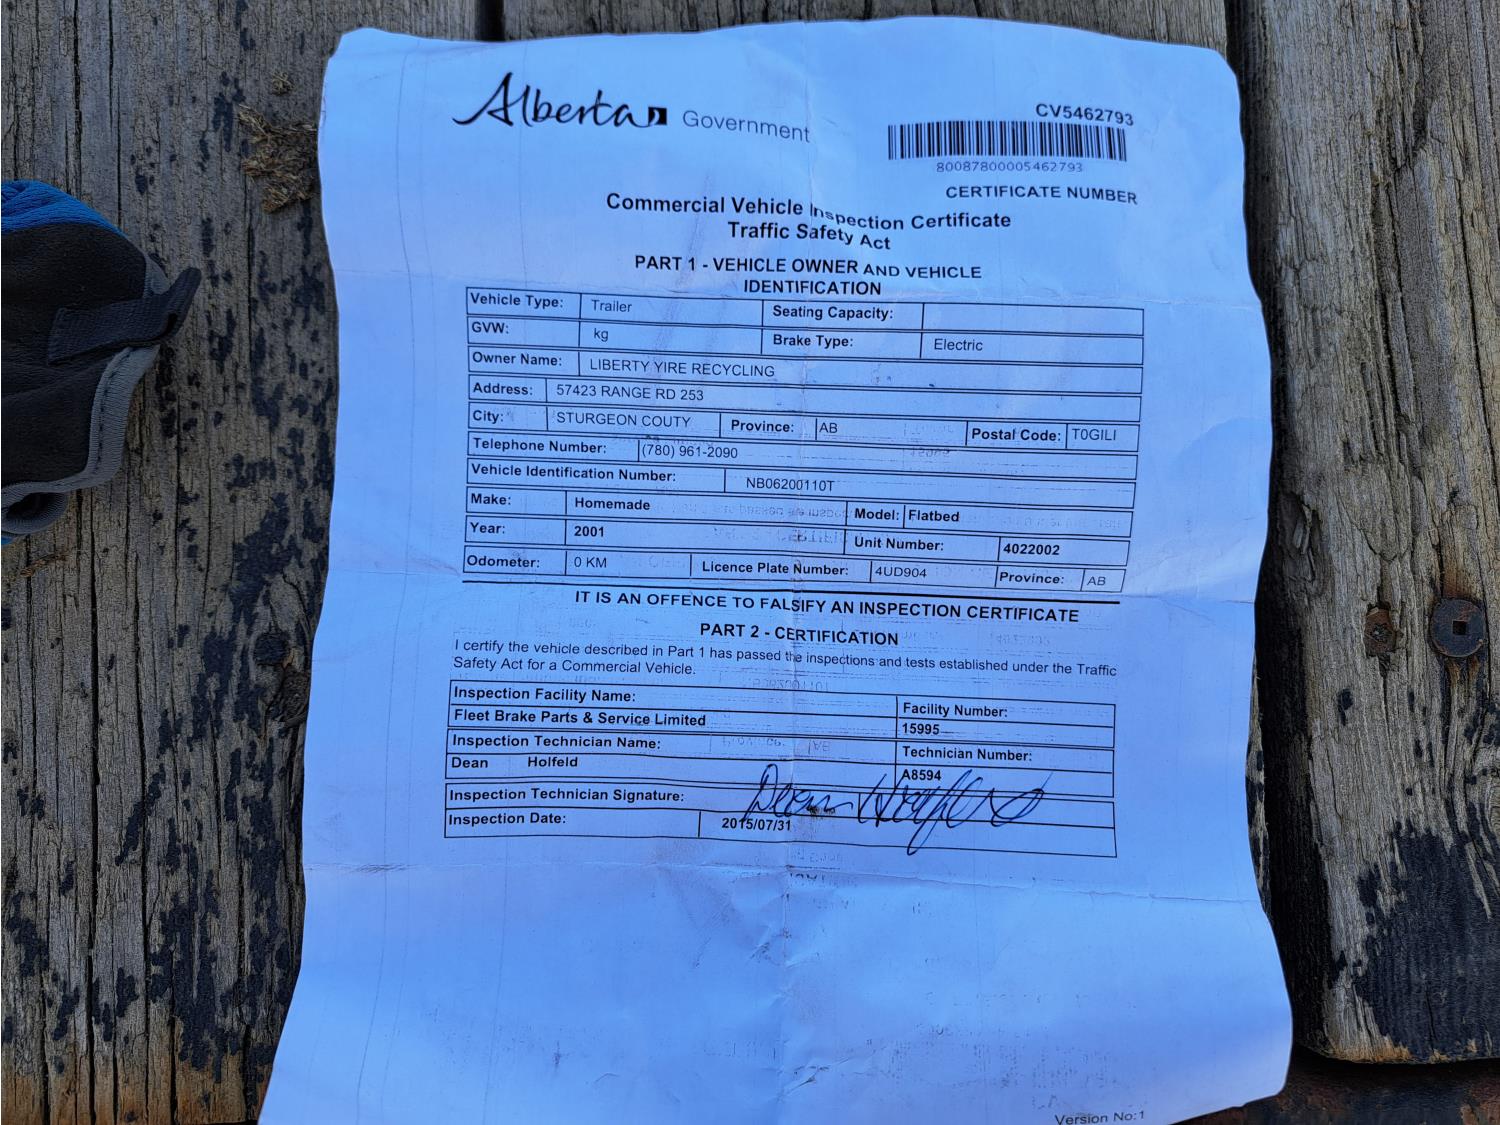 Alberta Government
CV5462793
80087800005462793
CERTIFICATE NUMBER
Commercial Vehicle Inspection Certificate
Traffic Safety Act
PART 1 - VEHICLE OWNER AND VEHICLE
IDENTIFICATION
Vehicle Type: Trailer Seating Capacity:
GVW: kg Brake Type: Electric
Owner Name: LIBERTY YIRE RECYCLING
Address: 57423 RANGE RD 253
City: STURGEON COUTY Province: AB Postal Code: T0GILI
Telephone Number: (780) 961-2090
Vehicle Identification Number: NB06200110T
Make: Homemade Model: Flatbed
Year: 2001 Unit Number: 4022002
Odometer: 0 KM Licence Plate Number: 4UD904 Province: AB
IT IS AN OFFENCE TO FALSIFY AN INSPECTION CERTIFICATE
PART 2 - CERTIFICATION
I certify the vehicle described in Part 1 has passed the inspections and tests established under the Traffic
Safety Act for a Commercial Vehicle.
Inspection Facility Name: Facility Number:
Fleet Brake Parts & Service Limited 15995
Inspection Technician Name: Technician Number:
Dean Holfeld A8594
Inspection Technician Signature: Dean Holfeld
Inspection Date: 2015/07/31
Version No:1